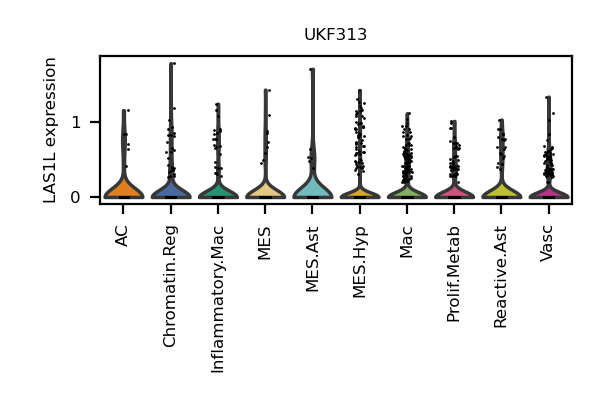 UKF313
LAS1L expression
1
0
AC
Chromatin.Reg
Inflammatory.Mac
MES
MES.Ast
MES.Hyp
Mac
Prolif.Metab
Reactive.Ast
Vasc